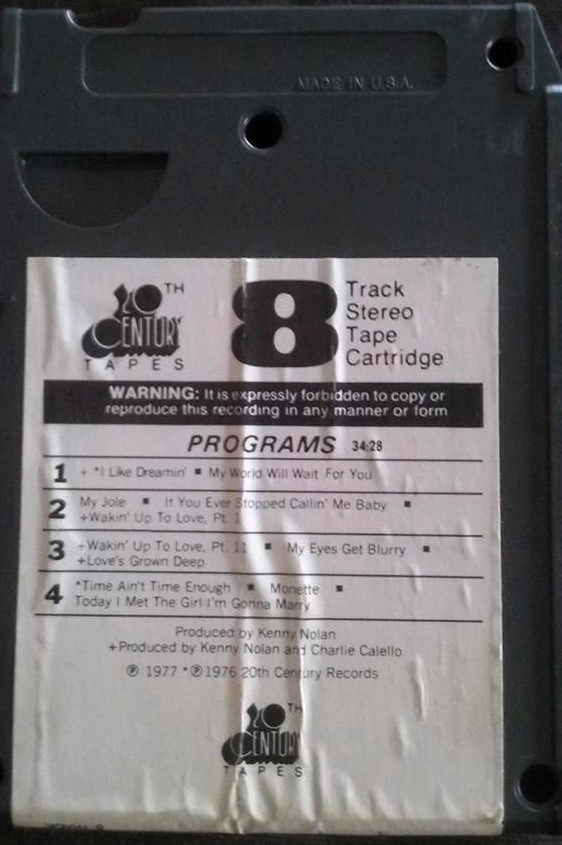 MADE IN U.S.A.
20TH
CENTURY
TAPES
8 Track
Stereo
Tape
Cartridge
WARNING: It is expressly forbidden to copy or
reproduce this recording in any manner or form
PROGRAMS 34:28
1 + *I Like Dreamin' ■ My World Will Wait For You
2 My Jole ■ If You Ever Stopped Callin' Me Baby ■
+Wakin' Up To Love, Pt. I
3 +Wakin' Up To Love, Pt. II ■ My Eyes Get Blurry ■
+Love's Grown Deep
4 *Time Ain't Time Enough ■ Monette ■
Today I Met The Girl I'm Gonna Marry
Produced by Kenny Nolan
+Produced by Kenny Nolan and Charlie Calello
℗ 1977 *℗ 1976 20th Century Records
20TH
CENTURY
TAPES